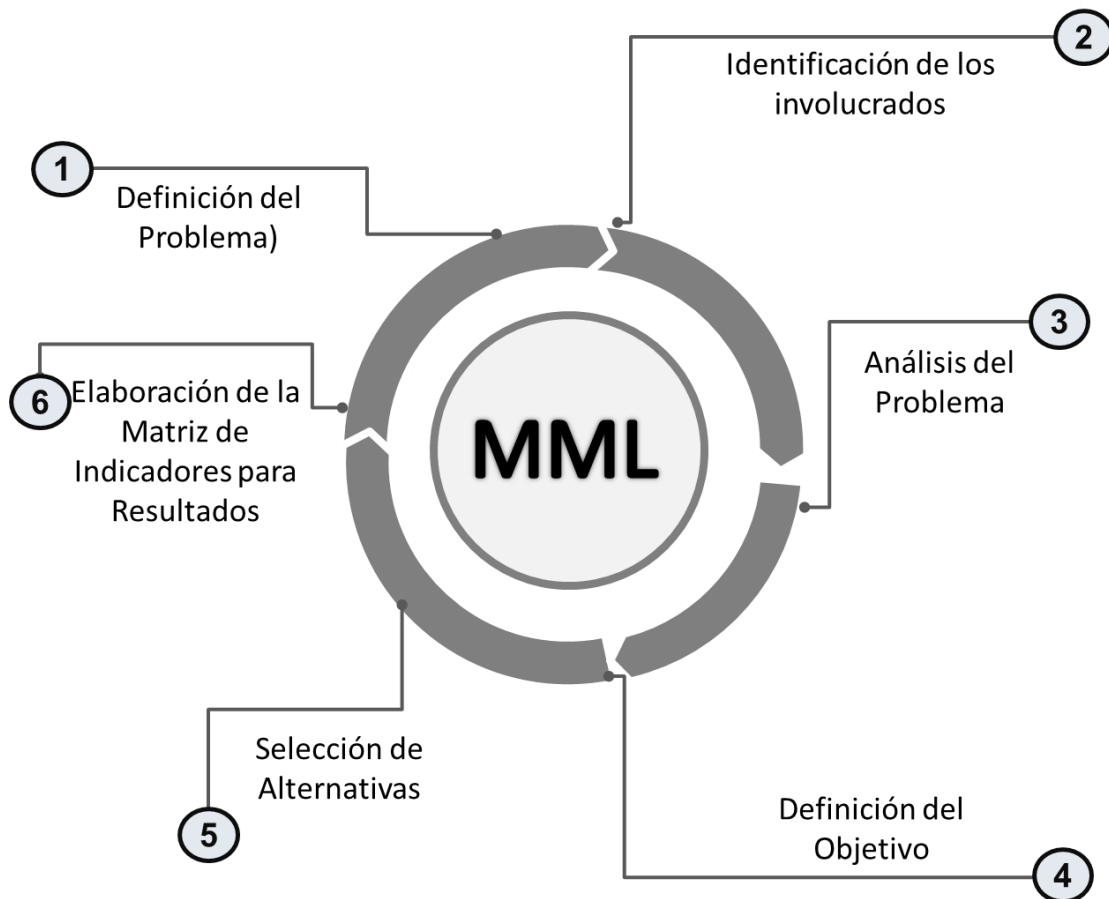 1
Definición del
Problema)
2
Identificación de los
involucrados
3
Análisis del
Problema
MML
6
Elaboración de la
Matriz de
Indicadores para
Resultados
5
Selección de
Alternativas
4
Definición del
Objetivo